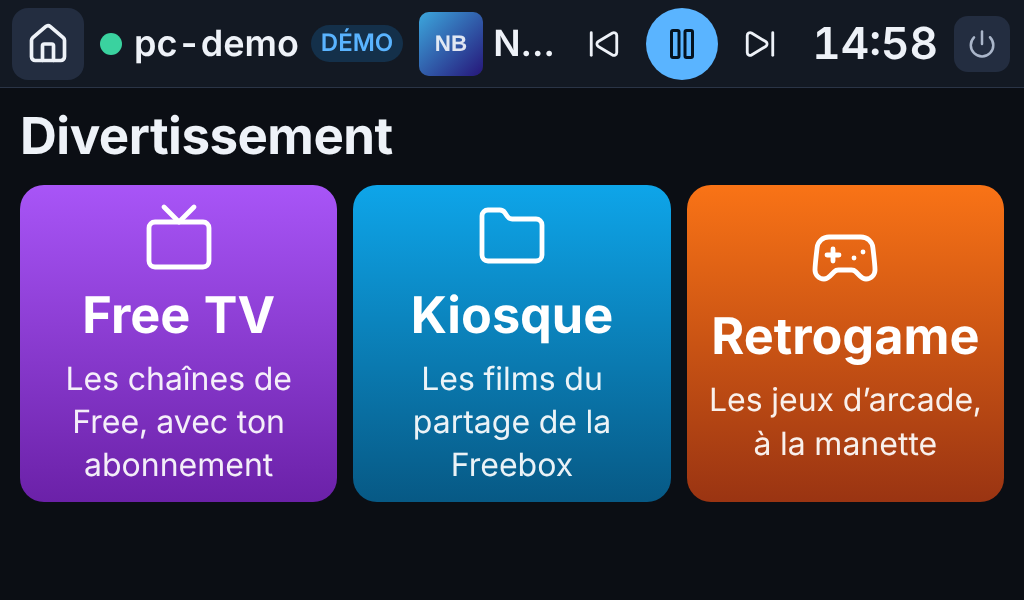 pc-demo DÉMO NB N... 14:58
Divertissement
Free TV
Les chaînes de
Free, avec ton
abonnement
Kiosque
Les films du
partage de la
Freebox
Retrogame
Les jeux d’arcade,
à la manette